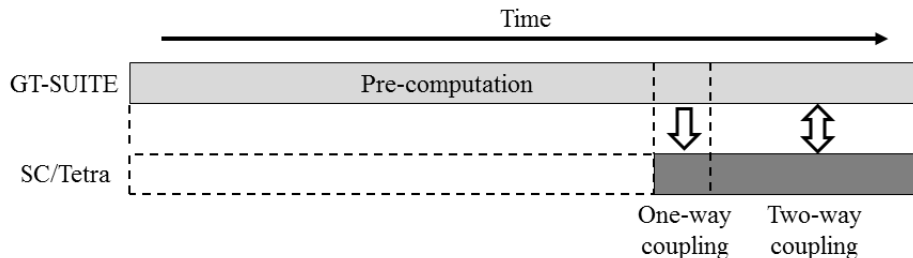 Time
GT-SUITE
Pre-computation
SC/Tetra
One-way
coupling
Two-way
coupling